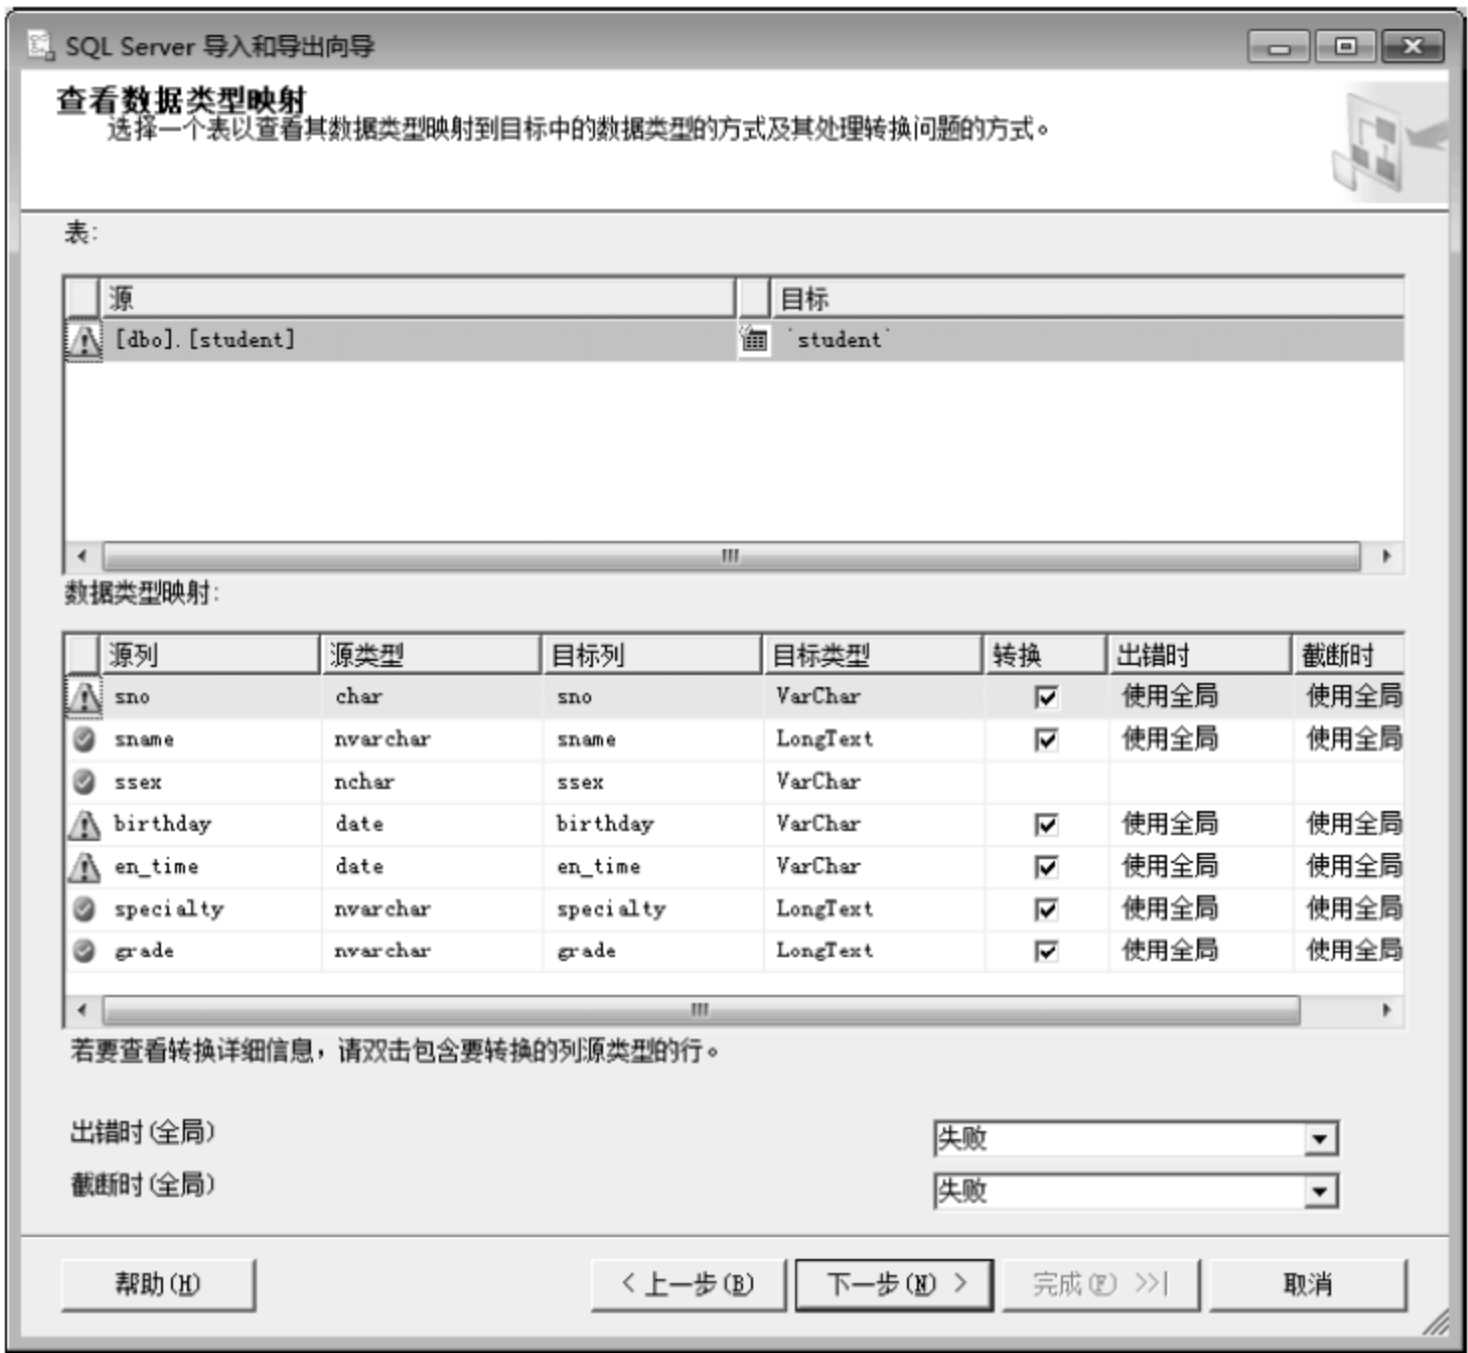 SQL Server 导入和导出向导
查看数据类型映射
选择一个表以查看其数据类型映射到目标中的数据类型的方式及其处理转换问题的方式。
表:
源 目标
[dbo].[student] `student`
数据类型映射:
源列 源类型 目标列 目标类型 转换 出错时 截断时
sno char sno VarChar 使用全局 使用全局
sname nvarchar sname LongText 使用全局 使用全局
ssex nchar ssex VarChar
birthday date birthday VarChar 使用全局 使用全局
en_time date en_time VarChar 使用全局 使用全局
specialty nvarchar specialty LongText 使用全局 使用全局
grade nvarchar grade LongText 使用全局 使用全局
若要查看转换详细信息，请双击包含要转换的列源类型的行。
出错时(全局) 失败
截断时(全局) 失败
帮助(H) < 上一步(B) 下一步(N) > 完成(F) >>| 取消